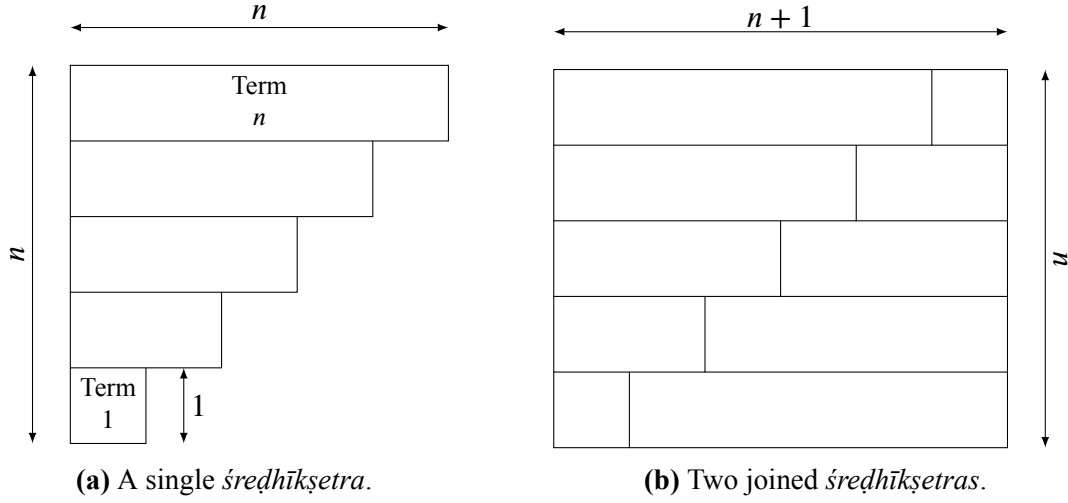 n
n + 1
Term
n
n
n
Term
1
1
(a) A single śreḍhīkṣetra.
(b) Two joined śreḍhīkṣetras.